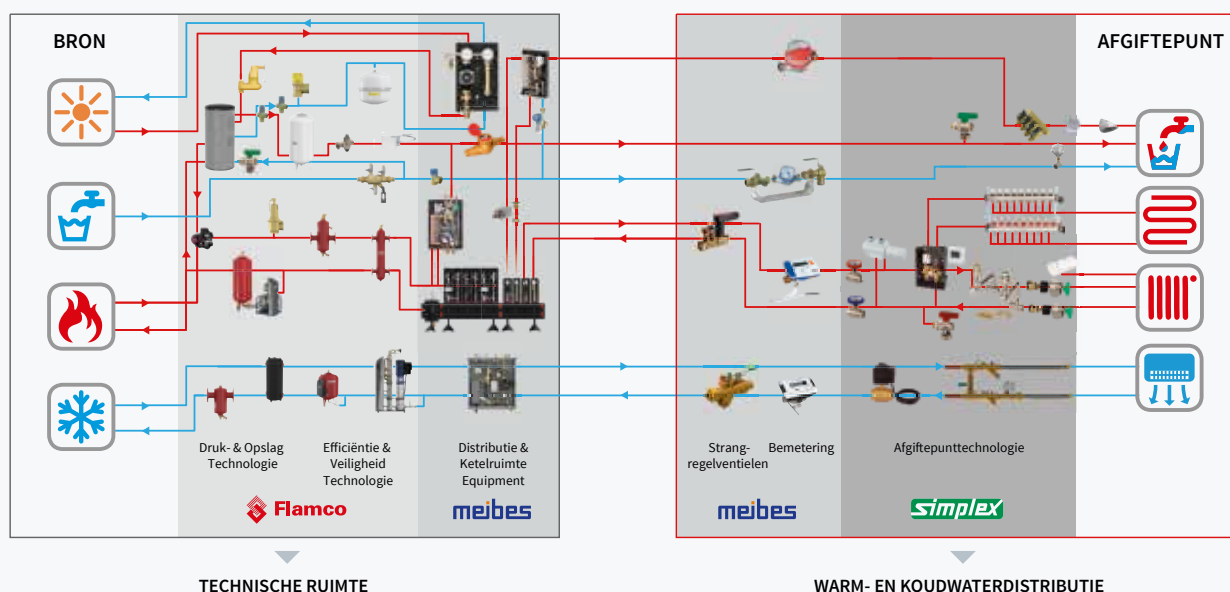 BRON
AFGIFTEPUNT
Druk- & Opslag
Technologie
Efficiëntie &
Veiligheid
Technologie
Distributie &
Ketelruimte
Equipment
Strang-
regelventielen
Bemetering
Afgiftepunttechnologie
Flamco
meibes
meibes
simplex
TECHNISCHE RUIMTE
WARM- EN KOUDWATERDISTRIBUTIE